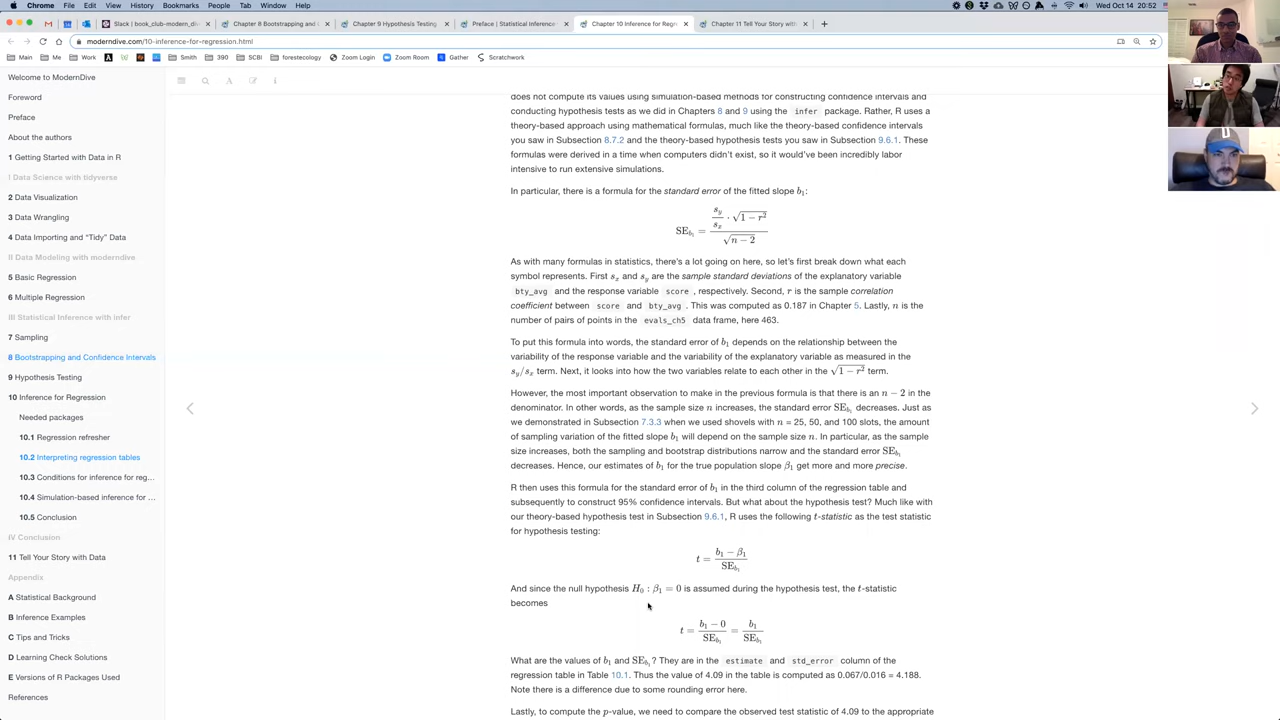 Chrome File Edit View History Bookmarks People Tab Window Help
Wed Oct 14 20:52
Slack | book_club-modern_di
Chapter 8 Bootstrapping and C
Chapter 9 Hypothesis Testing
Preface | Statistical Inference
Chapter 10 Inference for Regr
Chapter 11 Tell Your Story with
moderndive.com/10-inference-for-regression.html
Main Me Work Smith 390 SCBI forestecology Zoom Login Zoom Room Gather Scratchwork
Welcome to ModernDive
Foreword
Preface
About the authors
1 Getting Started with Data in R
I Data Science with tidyverse
2 Data Visualization
3 Data Wrangling
4 Data Importing and “Tidy” Data
II Data Modeling with moderndive
5 Basic Regression
6 Multiple Regression
III Statistical Inference with infer
7 Sampling
8 Bootstrapping and Confidence Intervals
9 Hypothesis Testing
10 Inference for Regression
Needed packages
10.1 Regression refresher
10.2 Interpreting regression tables
10.3 Conditions for inference for reg...
10.4 Simulation-based inference for ...
10.5 Conclusion
IV Conclusion
11 Tell Your Story with Data
Appendix
A Statistical Background
B Inference Examples
C Tips and Tricks
D Learning Check Solutions
E Versions of R Packages Used
References
does not compute its values using simulation-based methods for constructing confidence intervals and
conducting hypothesis tests as we did in Chapters 8 and 9 using the infer package. Rather, R uses a
theory-based approach using mathematical formulas, much like the theory-based confidence intervals
you saw in Subsection 8.7.2 and the theory-based hypothesis tests you saw in Subsection 9.6.1. These
formulas were derived in a time when computers didn’t exist, so it would’ve been incredibly labor
intensive to run extensive simulations.
In particular, there is a formula for the standard error of the fitted slope b₁:
SE_b₁ = (s_y/s_x · √(1 − r²)) / √(n − 2)
As with many formulas in statistics, there’s a lot going on here, so let’s first break down what each
symbol represents. First s_x and s_y are the sample standard deviations of the explanatory variable
bty_avg and the response variable score, respectively. Second, r is the sample correlation
coefficient between score and bty_avg. This was computed as 0.187 in Chapter 5. Lastly, n is the
number of pairs of points in the evals_ch5 data frame, here 463.
To put this formula into words, the standard error of b₁ depends on the relationship between the
variability of the response variable and the variability of the explanatory variable as measured in the
s_y/s_x term. Next, it looks into how the two variables relate to each other in the √(1 − r²) term.
However, the most important observation to make in the previous formula is that there is an n − 2 in the
denominator. In other words, as the sample size n increases, the standard error SE_b₁ decreases. Just as
we demonstrated in Subsection 7.3.3 when we used shovels with n = 25, 50, and 100 slots, the amount
of sampling variation of the fitted slope b₁ will depend on the sample size n. In particular, as the sample
size increases, both the sampling and bootstrap distributions narrow and the standard error SE_b₁
decreases. Hence, our estimates of b₁ for the true population slope β₁ get more and more precise.
R then uses this formula for the standard error of b₁ in the third column of the regression table and
subsequently to construct 95% confidence intervals. But what about the hypothesis test? Much like with
our theory-based hypothesis test in Subsection 9.6.1, R uses the following t-statistic as the test statistic
for hypothesis testing:
t = (b₁ − β₁) / SE_b₁
And since the null hypothesis H₀ : β₁ = 0 is assumed during the hypothesis test, the t-statistic
becomes
t = (b₁ − 0) / SE_b₁ = b₁ / SE_b₁
What are the values of b₁ and SE_b₁? They are in the estimate and std_error column of the
regression table in Table 10.1. Thus the value of 4.09 in the table is computed as 0.067/0.016 = 4.188.
Note there is a difference due to some rounding error here.
Lastly, to compute the p-value, we need to compare the observed test statistic of 4.09 to the appropriate